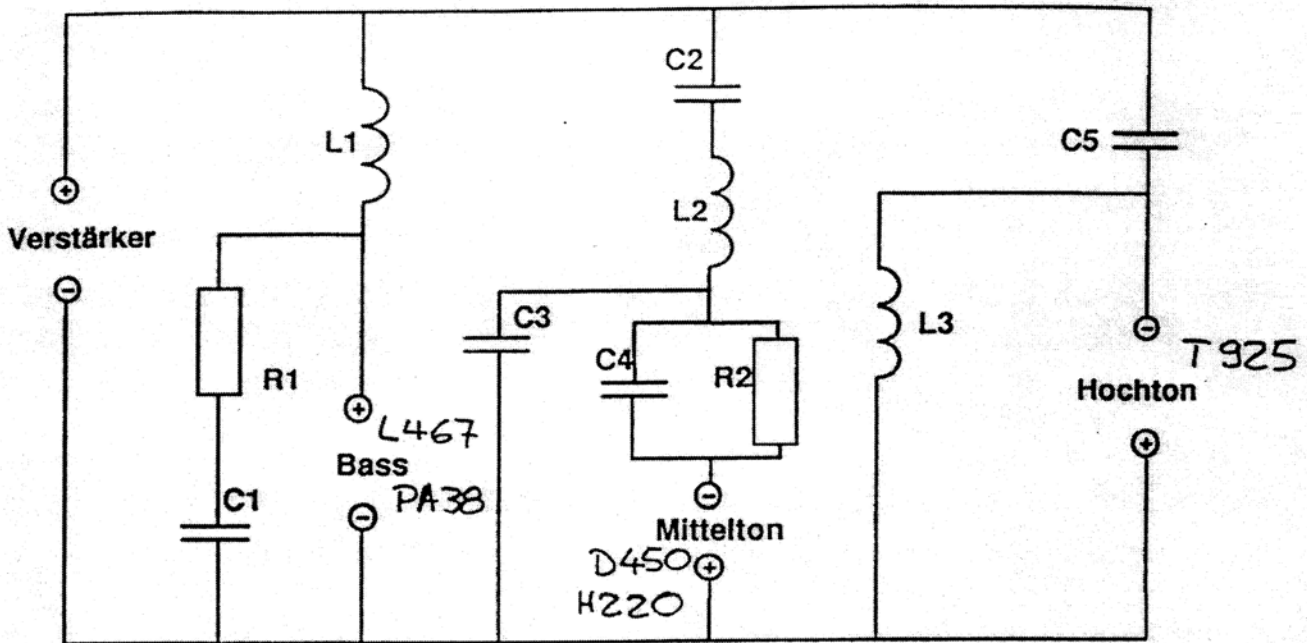 C2
L1
C5
Verstärker
L2
C3
L3
C4
R1
R2
T925
Hochton
L467
Bass
PA38
C1
Mittelton
D450
H220